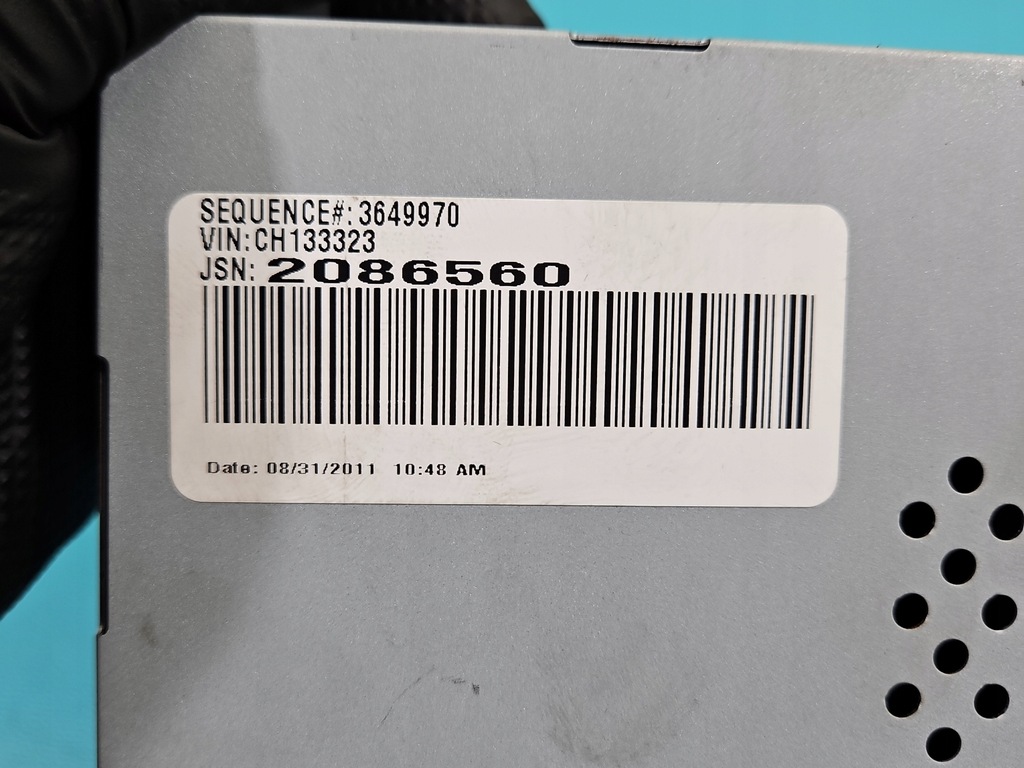 SEQUENCE#: 3649970
VIN: CH133323
JSN: 2086560
Date: 08/31/2011 10:48 AM